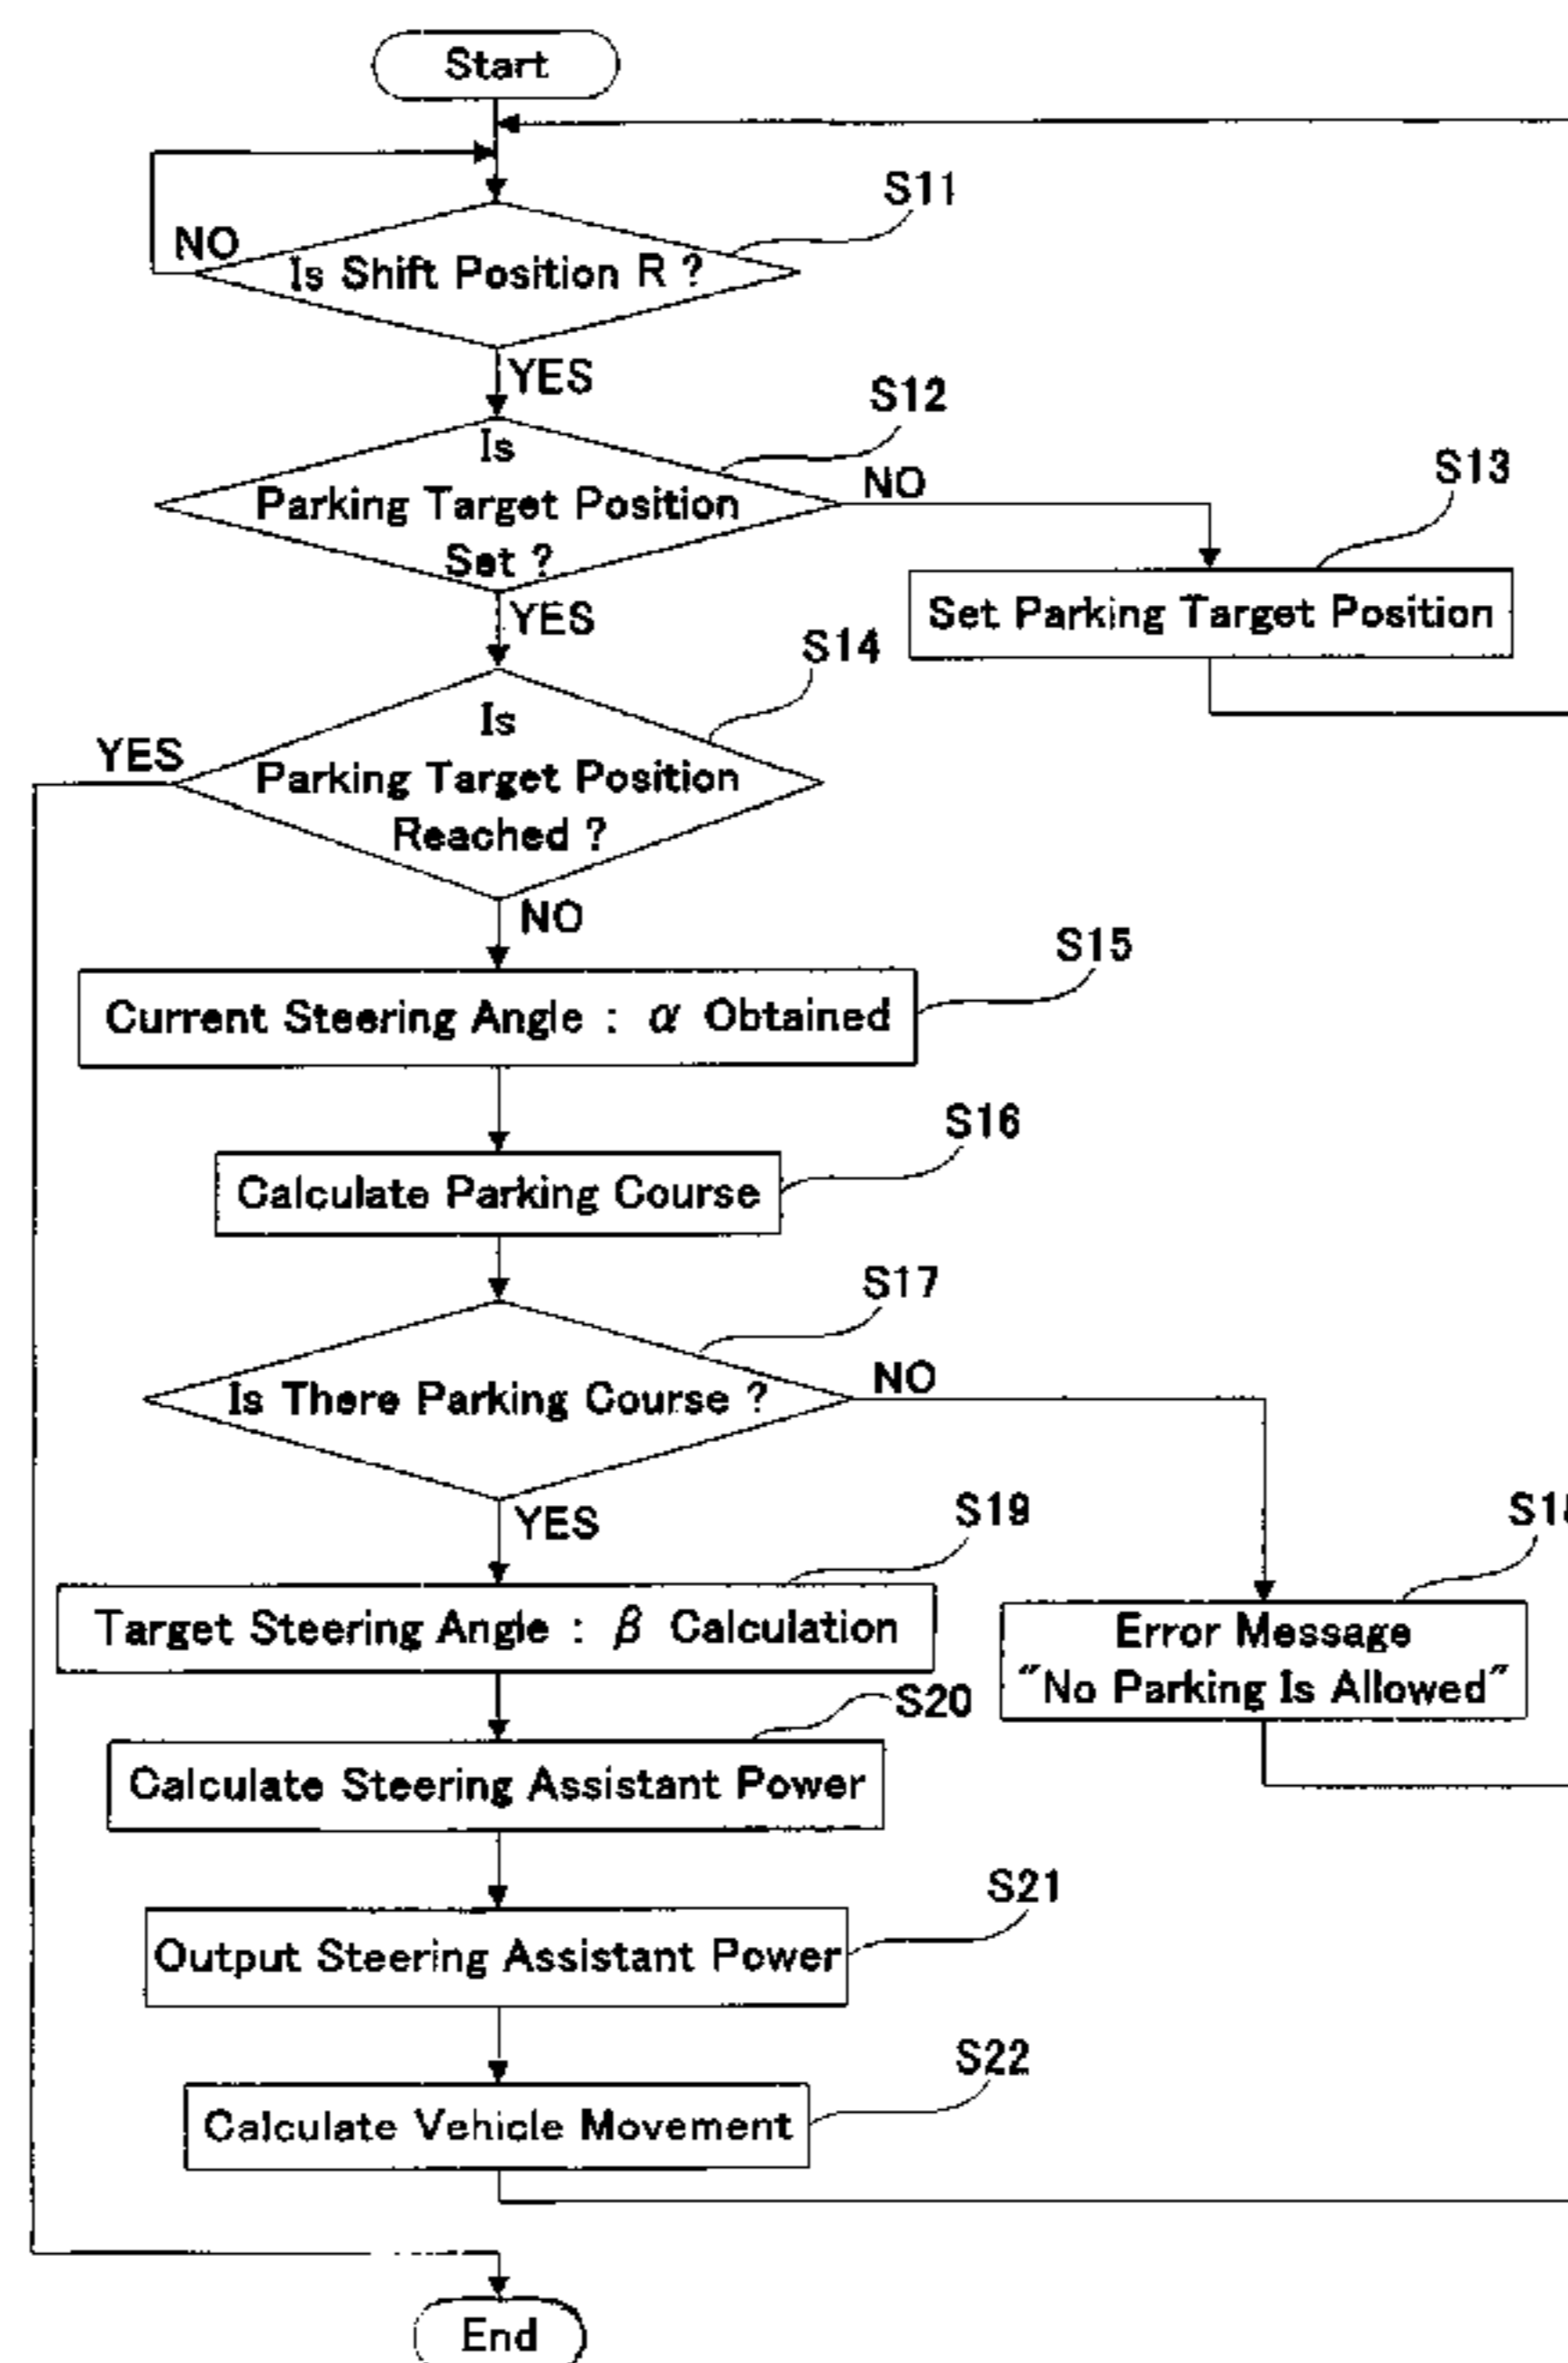 Start
S11
NO
Is Shift Position R ?
YES
S12
Is
Parking Target Position
Set ?
NO
S13
Set Parking Target Position
YES
S14
Is
Parking Target Position
Reached ?
YES
NO
S15
Current Steering Angle : α Obtained
S16
Calculate Parking Course
S17
Is There Parking Course ?
NO
YES
S19
Target Steering Angle : β Calculation
Error Message
"No Parking Is Allowed"
S20
Calculate Steering Assistant Power
S21
Output Steering Assistant Power
S22
Calculate Vehicle Movement
End